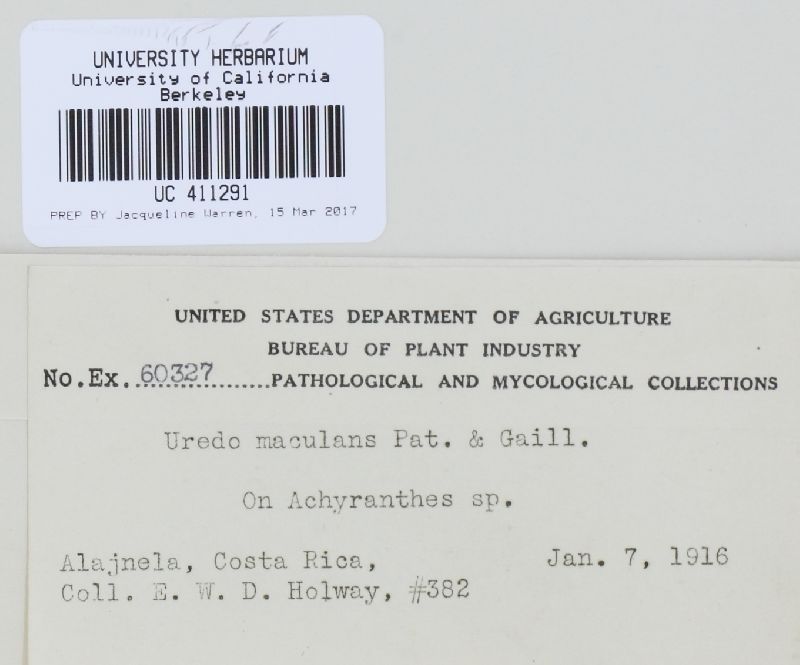 UNIVERSITY HERBARIUM
University of California
Berkeley
UC 411291
PREP BY Jacqueline Warren, 15 Mar 2017
UNITED STATES DEPARTMENT OF AGRICULTURE
BUREAU OF PLANT INDUSTRY
No. Ex. 60327 PATHOLOGICAL AND MYCOLOGICAL COLLECTIONS
Uredo maculans Pat. & Gaill.
On Achyranthes sp.
Alajnela, Costa Rica, Jan. 7, 1916
Coll. E. W. D. Holway, #382